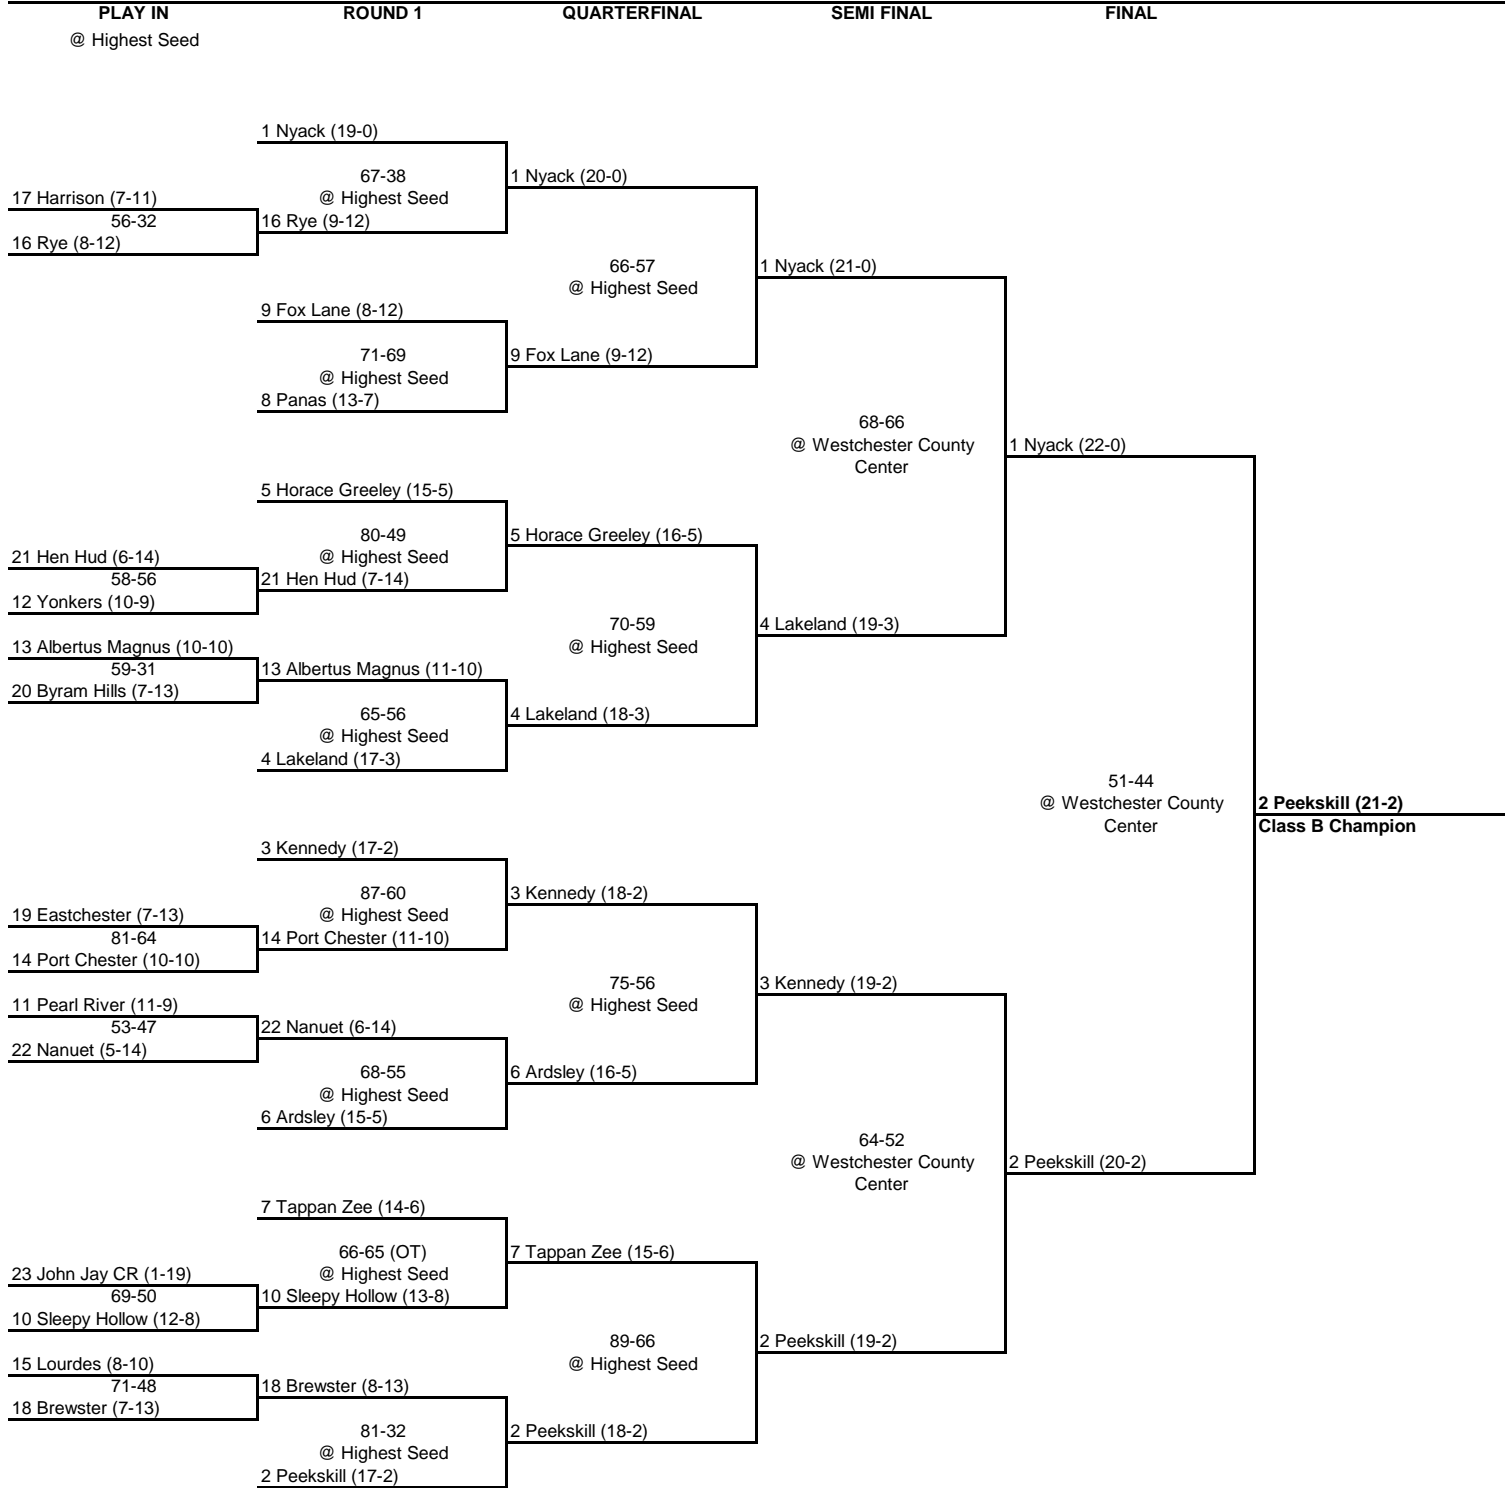 PLAY IN
ROUND 1
QUARTERFINAL
SEMI FINAL
FINAL
@ Highest Seed
1 Nyack (19-0)
67-38
@ Highest Seed
1 Nyack (20-0)
17 Harrison (7-11)
56-32
16 Rye (8-12)
16 Rye (9-12)
66-57
@ Highest Seed
1 Nyack (21-0)
9 Fox Lane (8-12)
71-69
@ Highest Seed
9 Fox Lane (9-12)
8 Panas (13-7)
68-66
@ Westchester County
Center
1 Nyack (22-0)
5 Horace Greeley (15-5)
80-49
@ Highest Seed
5 Horace Greeley (16-5)
21 Hen Hud (6-14)
58-56
12 Yonkers (10-9)
21 Hen Hud (7-14)
70-59
@ Highest Seed
4 Lakeland (19-3)
13 Albertus Magnus (10-10)
59-31
20 Byram Hills (7-13)
13 Albertus Magnus (11-10)
65-56
@ Highest Seed
4 Lakeland (18-3)
4 Lakeland (17-3)
51-44
@ Westchester County
Center
2 Peekskill (21-2)
Class B Champion
3 Kennedy (17-2)
87-60
@ Highest Seed
3 Kennedy (18-2)
19 Eastchester (7-13)
81-64
14 Port Chester (10-10)
14 Port Chester (11-10)
75-56
@ Highest Seed
3 Kennedy (19-2)
11 Pearl River (11-9)
53-47
22 Nanuet (5-14)
22 Nanuet (6-14)
68-55
@ Highest Seed
6 Ardsley (16-5)
6 Ardsley (15-5)
64-52
@ Westchester County
Center
2 Peekskill (20-2)
7 Tappan Zee (14-6)
66-65 (OT)
@ Highest Seed
7 Tappan Zee (15-6)
23 John Jay CR (1-19)
69-50
10 Sleepy Hollow (12-8)
10 Sleepy Hollow (13-8)
89-66
@ Highest Seed
2 Peekskill (19-2)
15 Lourdes (8-10)
71-48
18 Brewster (7-13)
18 Brewster (8-13)
81-32
@ Highest Seed
2 Peekskill (18-2)
2 Peekskill (17-2)